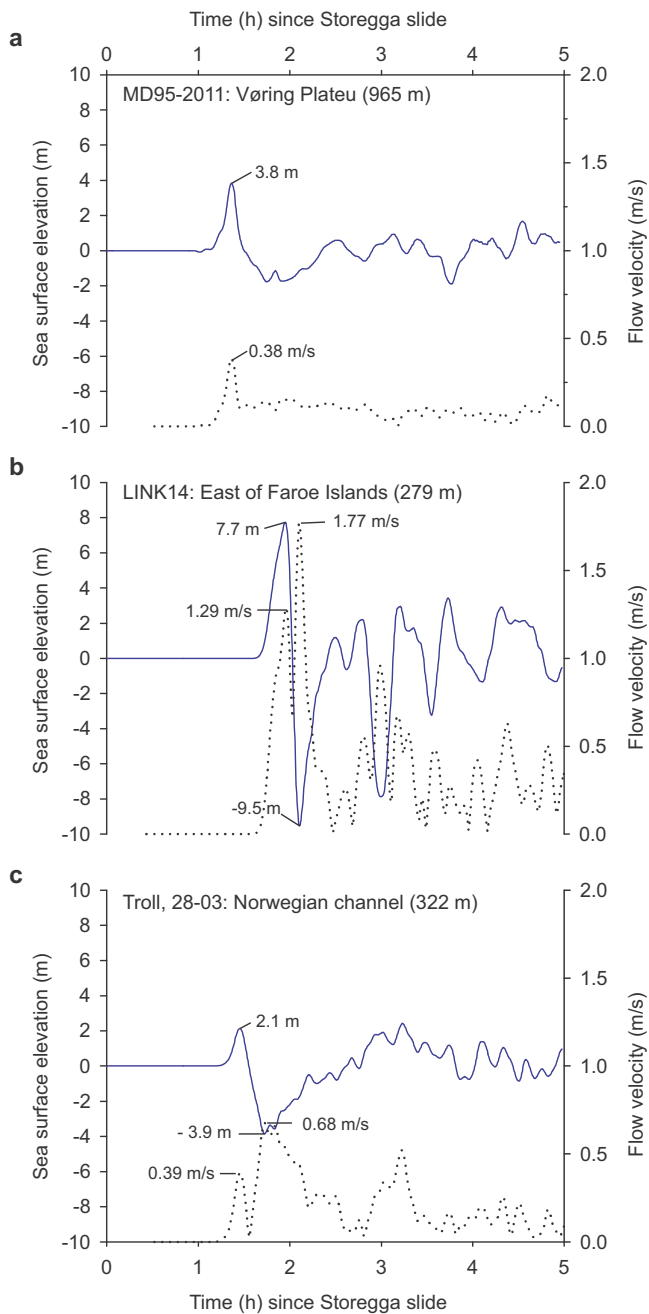 Time (h) since Storegga slide
a
0 1 2 3 4 5
MD95-2011: Vøring Plateu (965 m)
Sea surface elevation (m)
10
8
6
4
2
0
-2
-4
-6
-8
-10
3.8 m
0.38 m/s
2.0
1.5
1.0
0.5
0.0
Flow velocity (m/s)
b
LINK14: East of Faroe Islands (279 m)
Sea surface elevation (m)
10
8
6
4
2
0
-2
-4
-6
-8
-10
7.7 m
1.77 m/s
1.29 m/s
-9.5 m
2.0
1.5
1.0
0.5
0.0
Flow velocity (m/s)
c
Troll, 28-03: Norwegian channel (322 m)
Sea surface elevation (m)
10
8
6
4
2
0
-2
-4
-6
-8
-10
2.1 m
0.68 m/s
- 3.9 m
0.39 m/s
2.0
1.5
1.0
0.5
0.0
Flow velocity (m/s)
0 1 2 3 4 5
Time (h) since Storegga slide